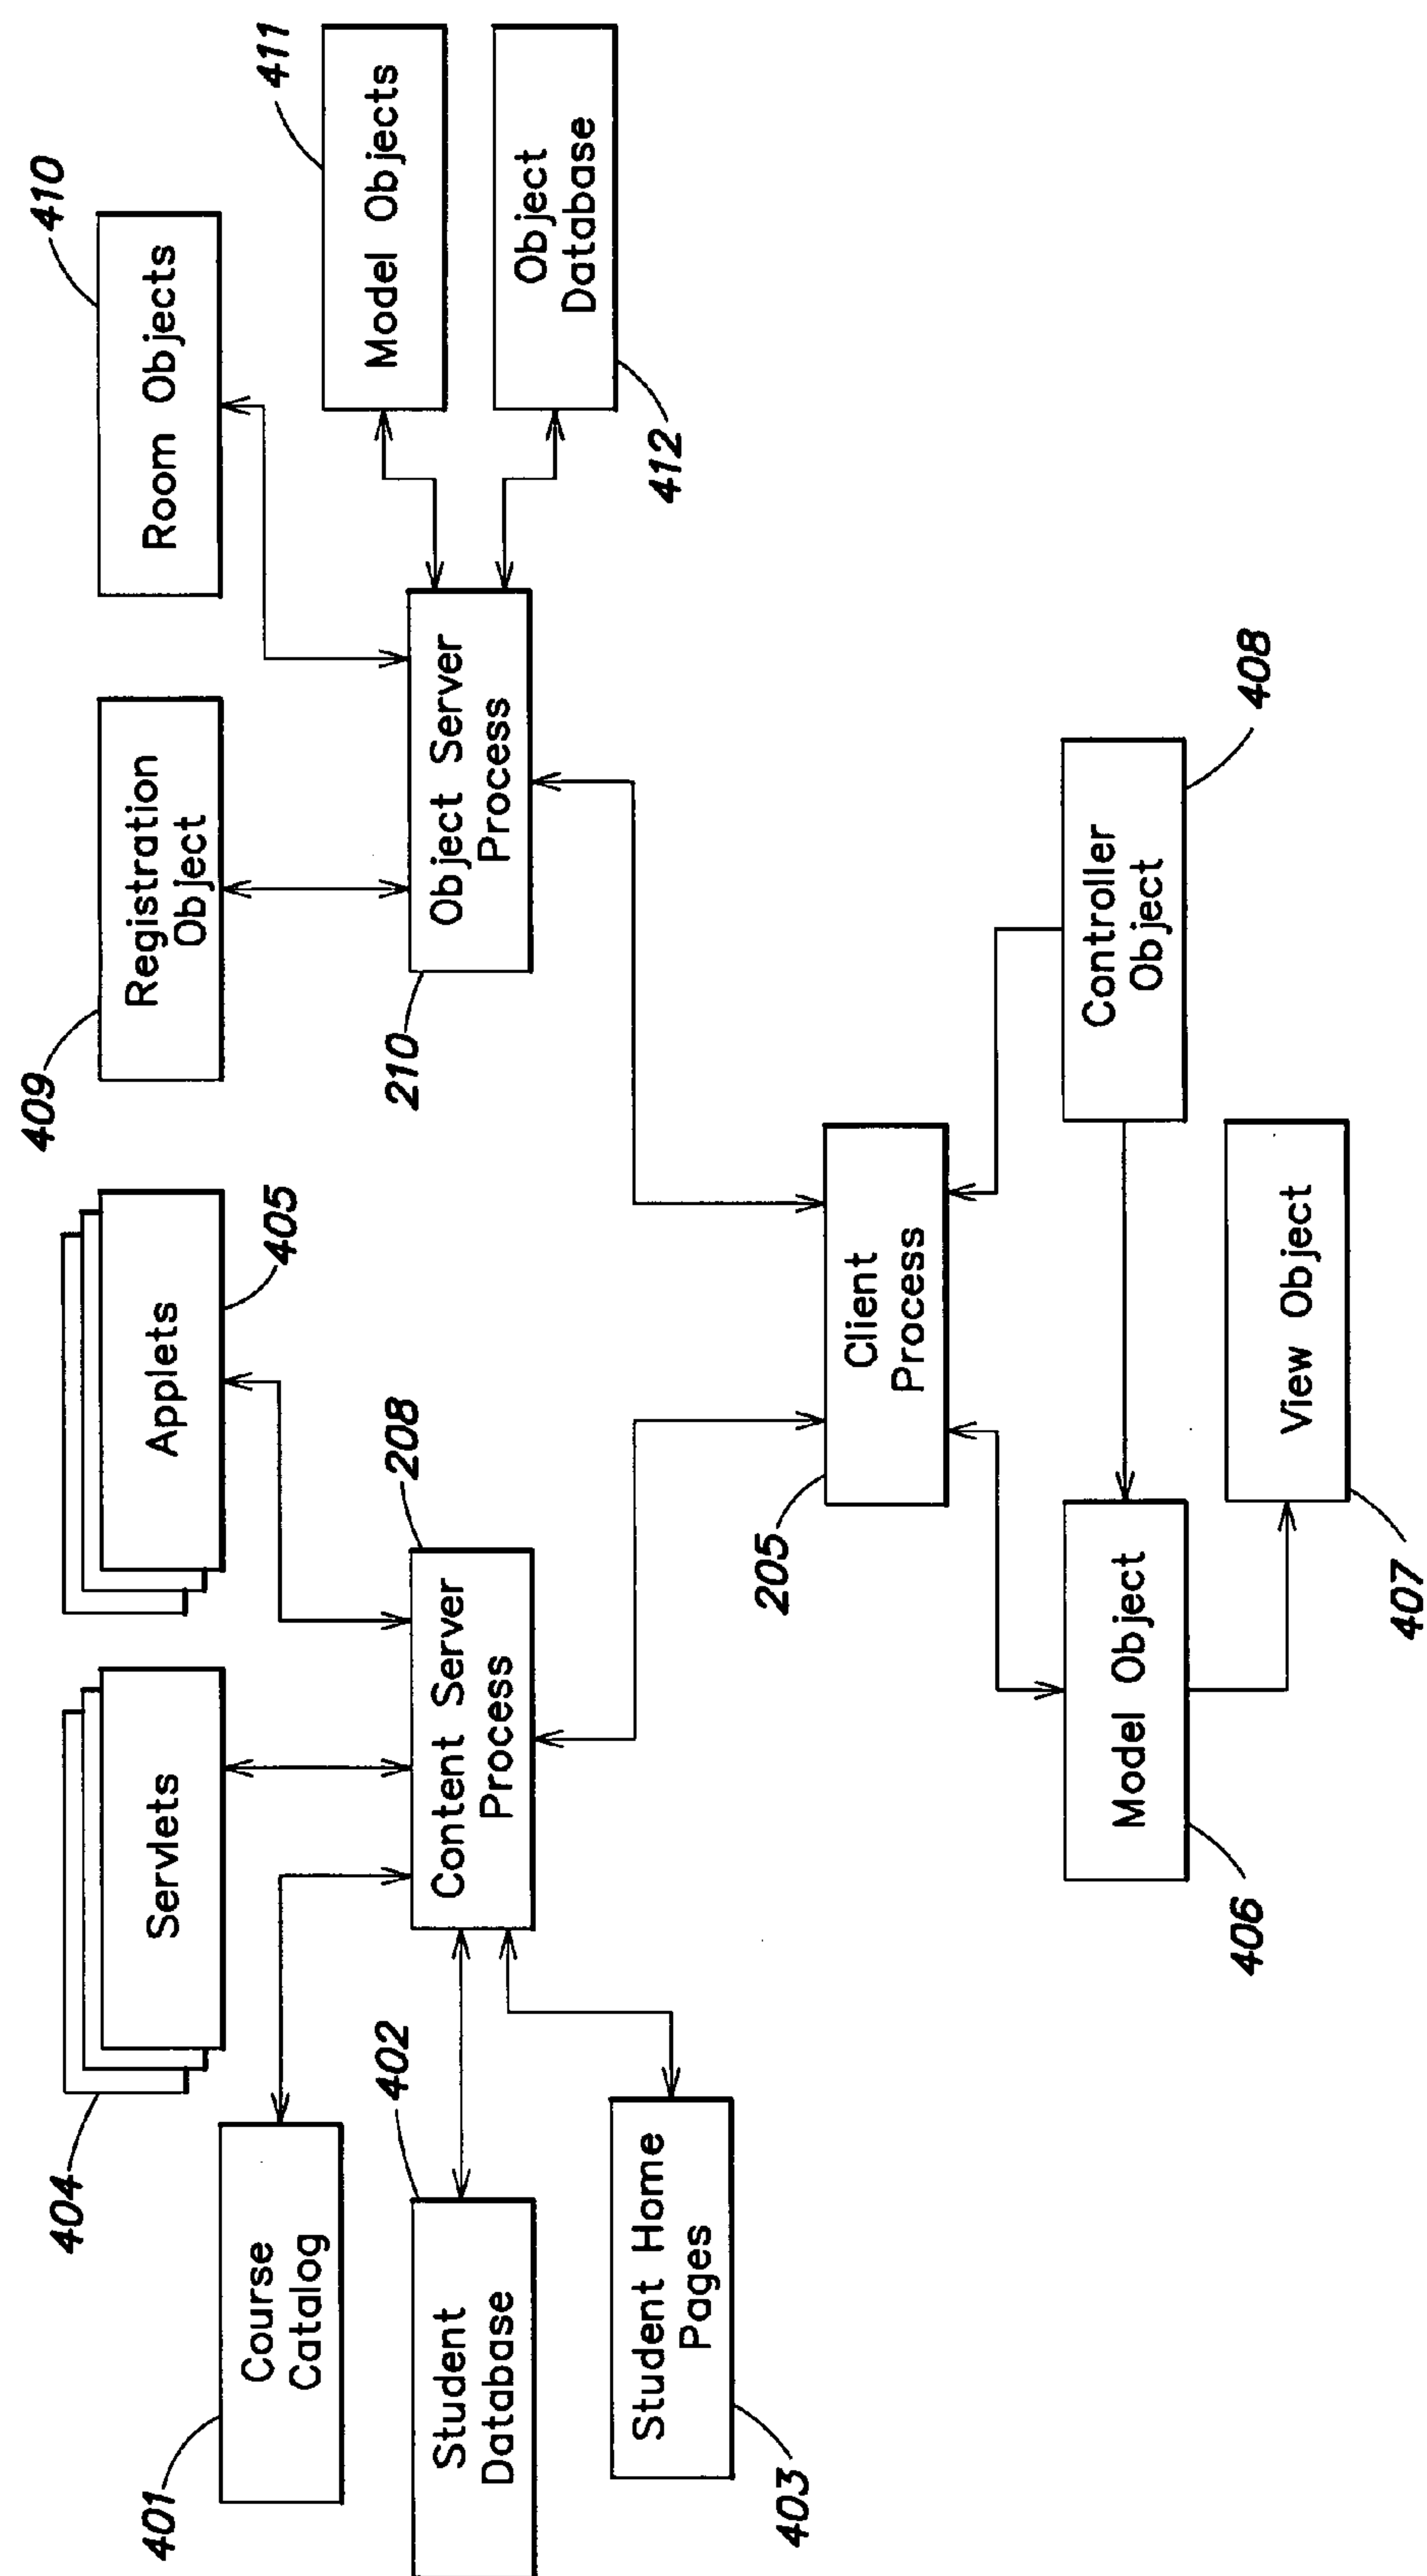 404
Servlets
Applets
405
409
Registration
Object
410
Room Objects
411
Model Objects
401
Course
Catalog
402
Student
Database
Content Server
Process
208
210
Object Server
Process
Object
Database
412
403
Student Home
Pages
205
Client
Process
406
Model Object
Controller
Object
408
407
View Object